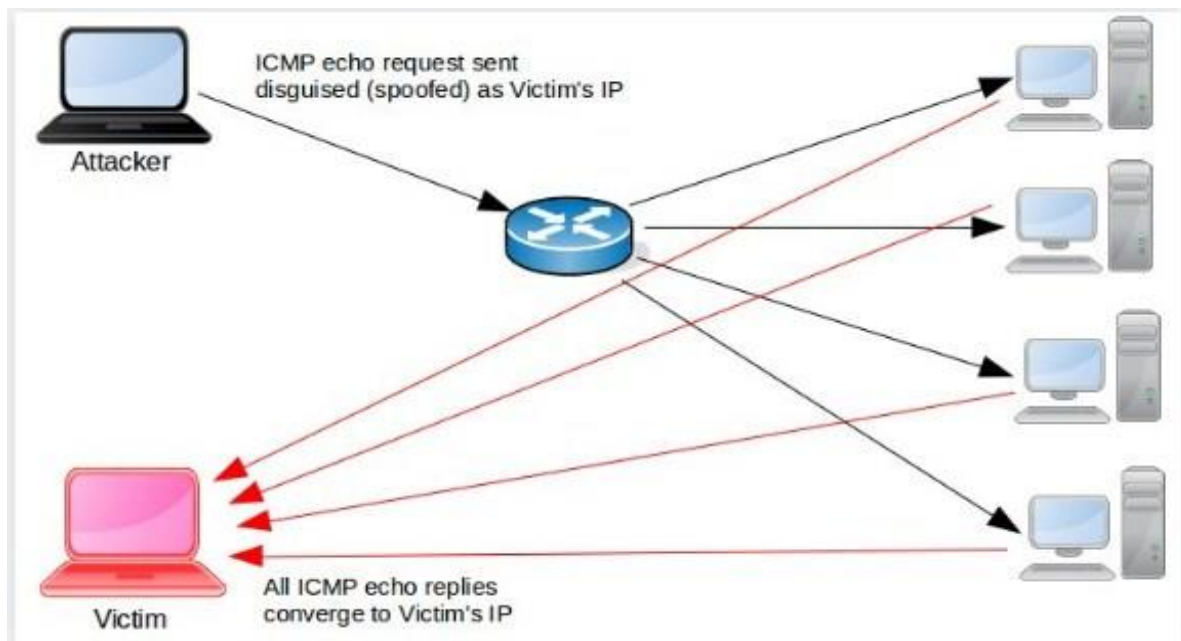 ICMP echo request sent
disguised (spoofed) as Victim's IP
Attacker
All ICMP echo replies
converge to Victim's IP
Victim